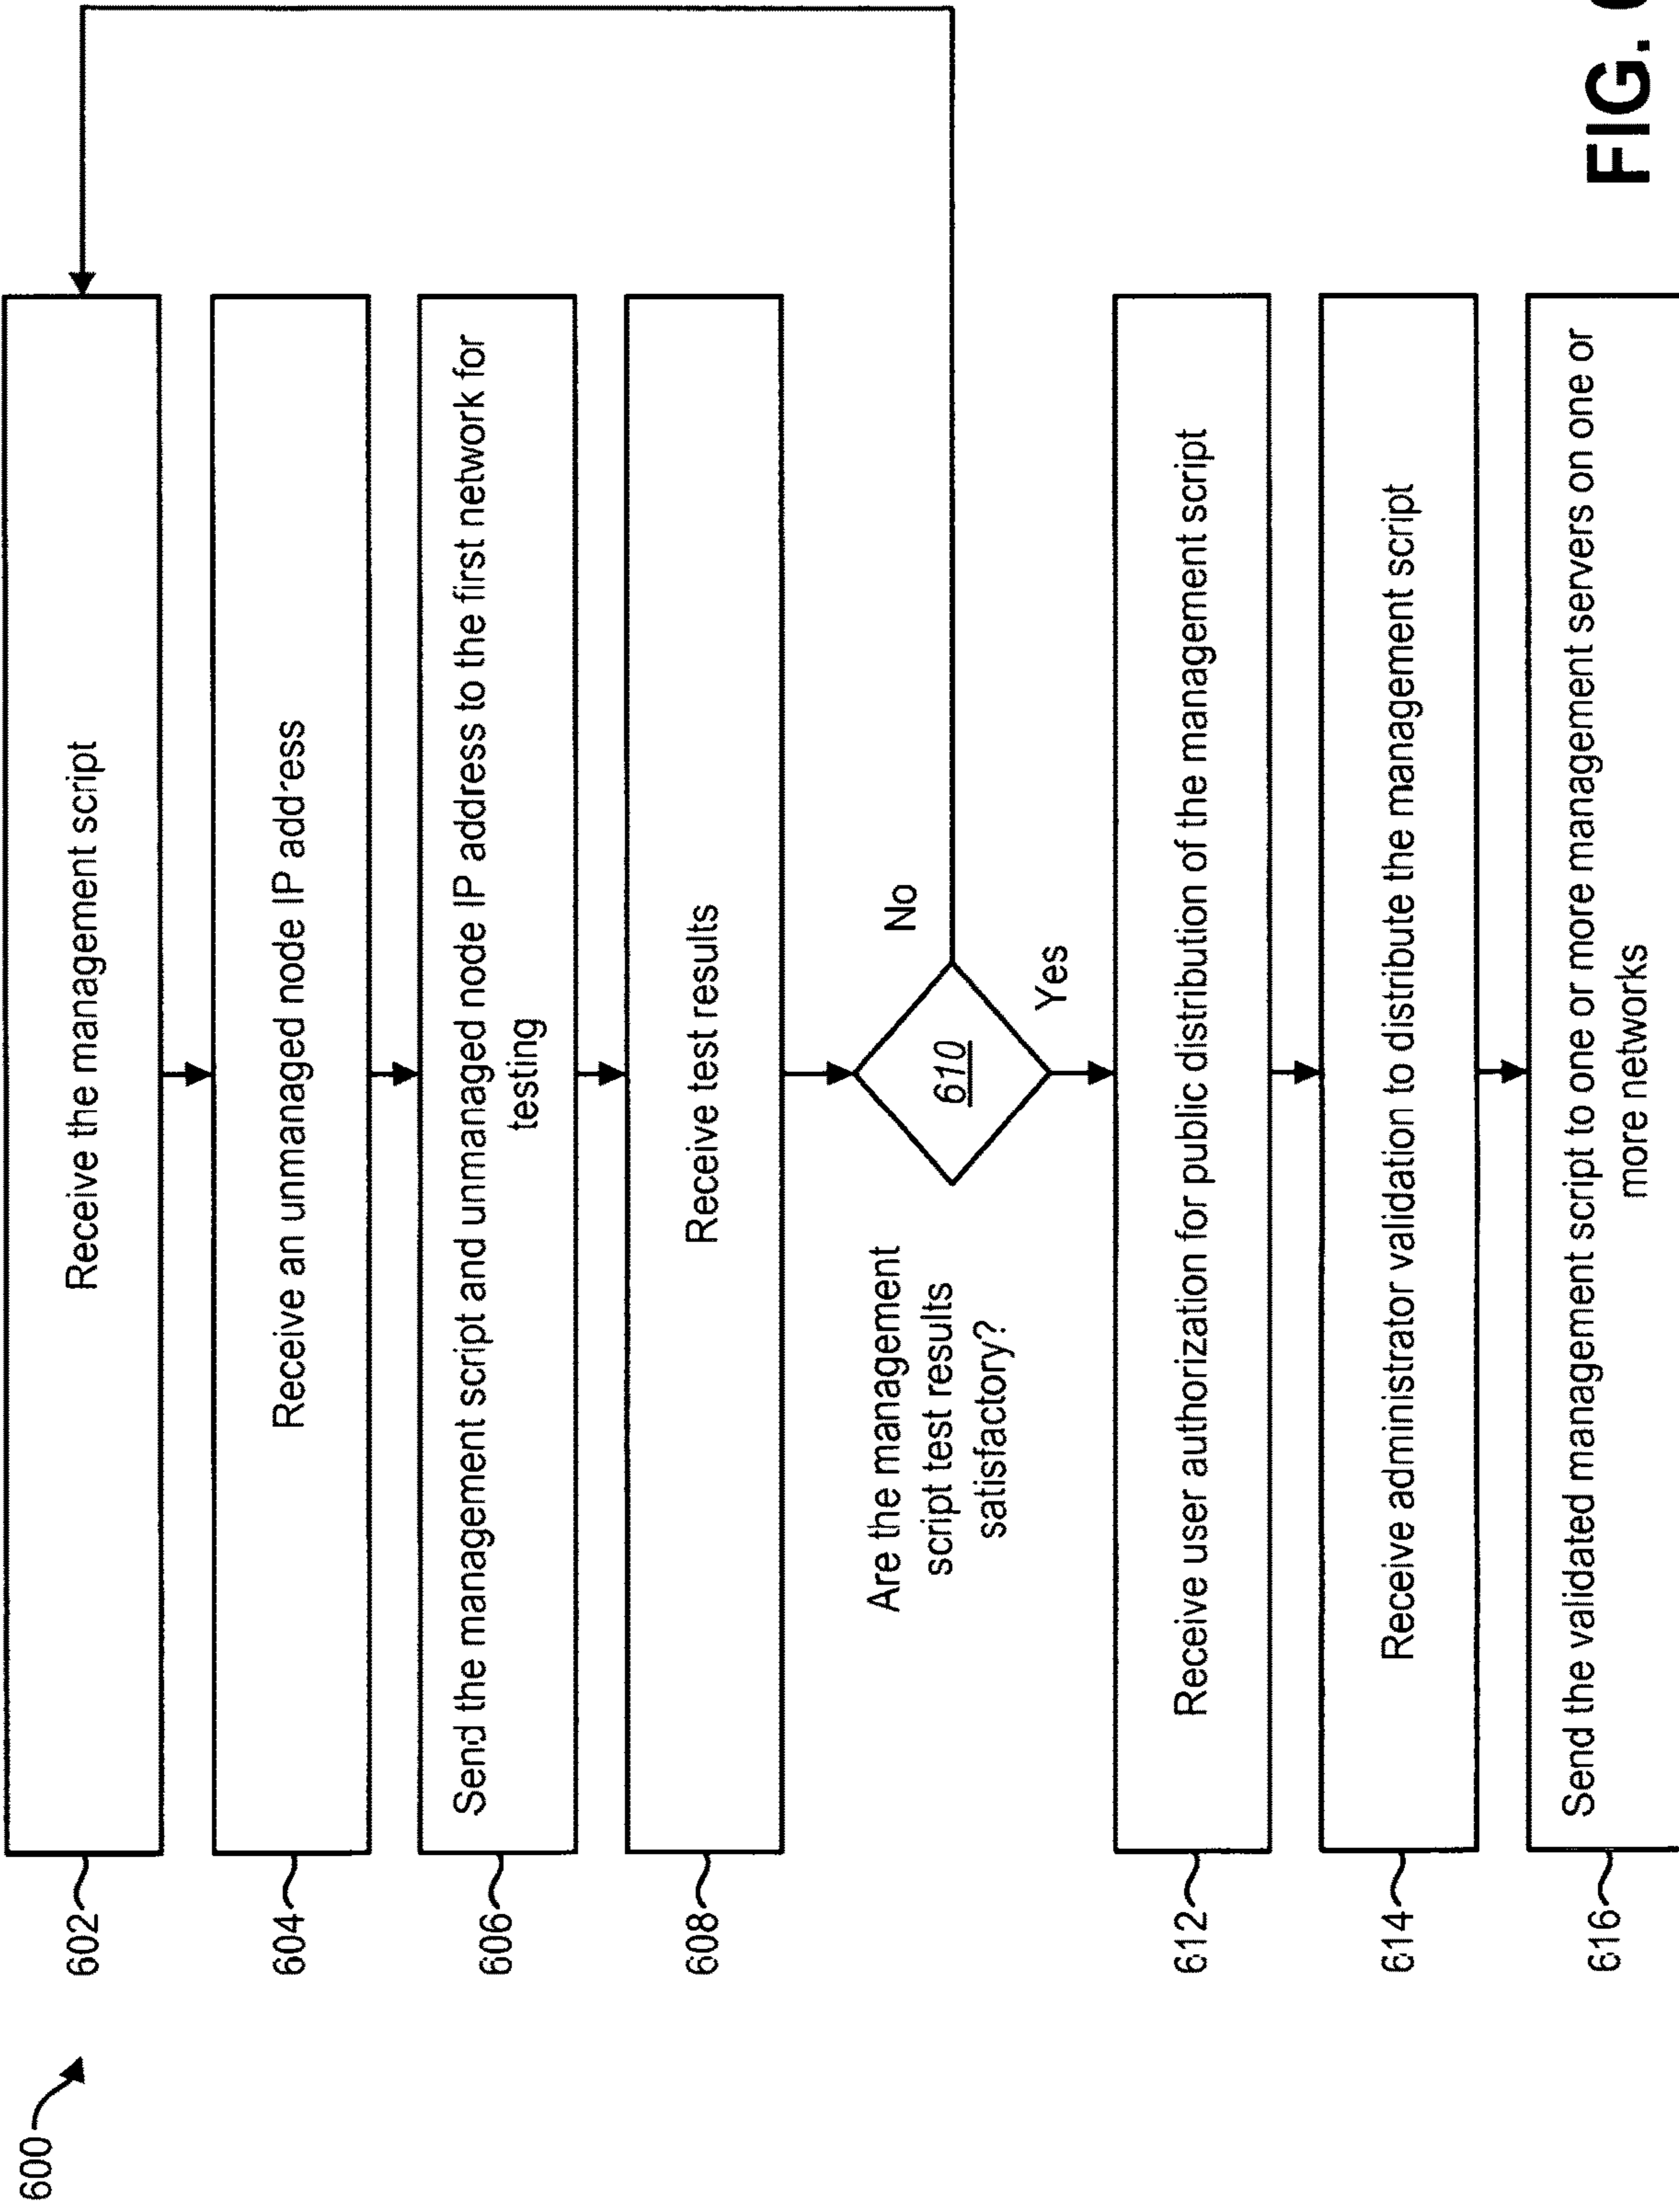 600
602
Receive the management script
604
Receive an unmanaged node IP address
606
Send the management script and unmanaged node IP address to the first network for
testing
608
Receive test results
Are the management
script test results
satisfactory?
610
No
Yes
612
Receive user authorization for public distribution of the management script
614
Receive administrator validation to distribute the management script
616
Send the validated management script to one or more management servers on one or
more networks
FIG.